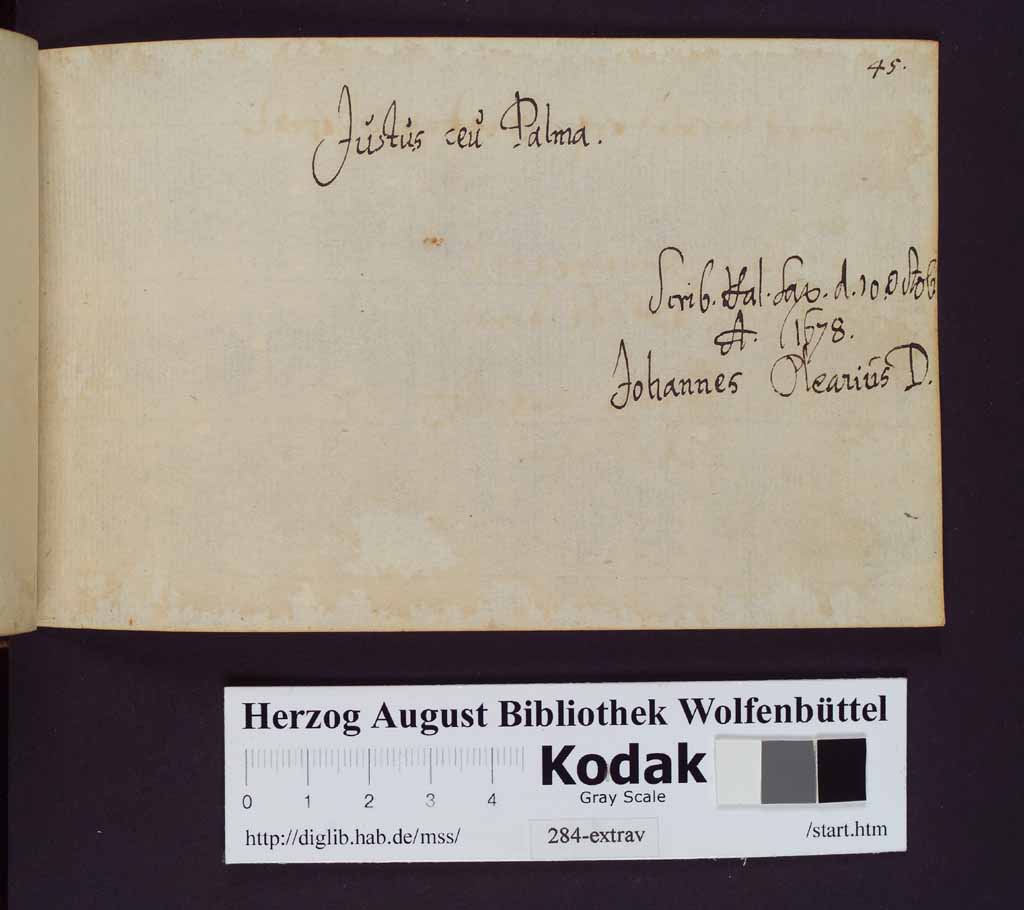 45.
Justus ceu Palma.
Scrib. Hal. Sax. d. 10. Octob
A. 1678.
Johannes Olearius D.
Herzog August Bibliothek Wolfenbüttel
0 1 2 3 4
Kodak
Gray Scale
http://diglib.hab.de/mss/ 284-extrav /start.htm